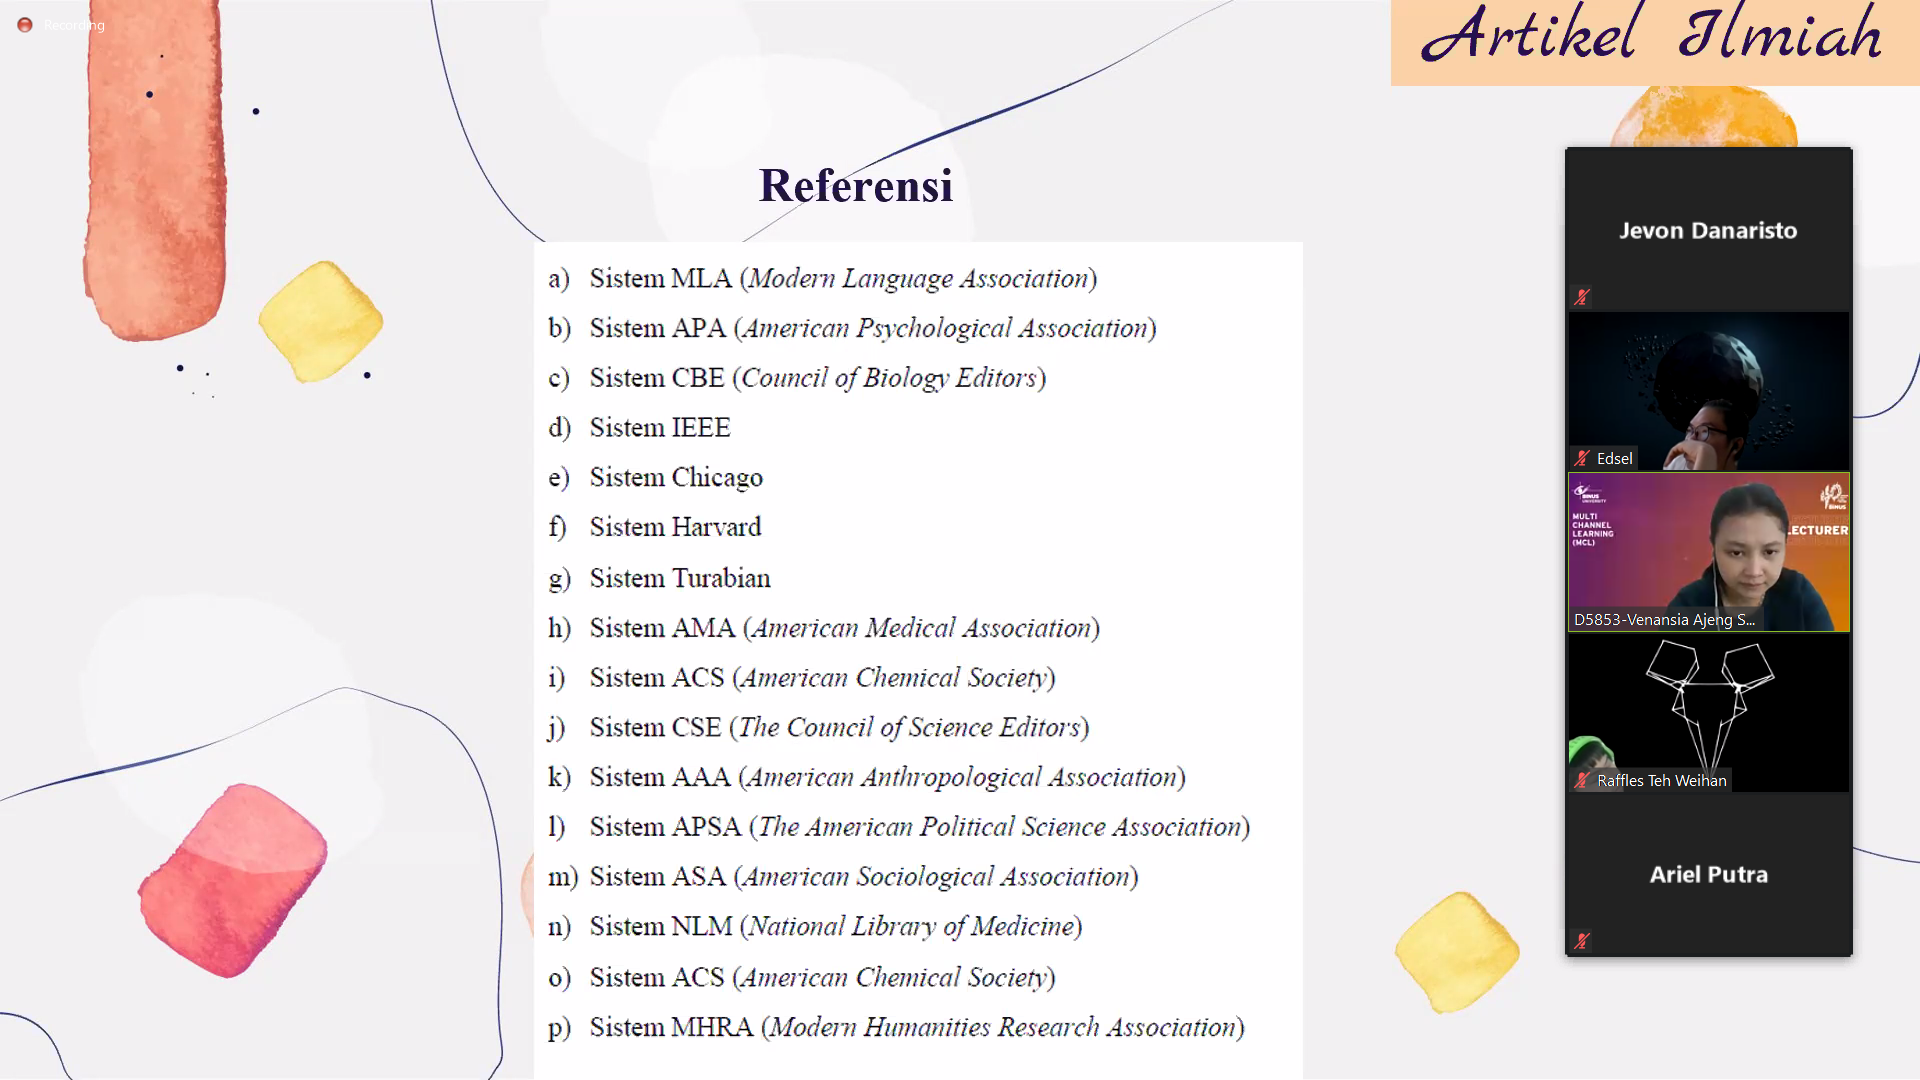 Recording
Artikel Ilmiah
Referensi
a) Sistem MLA (Modern Language Association)
b) Sistem APA (American Psychological Association)
c) Sistem CBE (Council of Biology Editors)
d) Sistem IEEE
e) Sistem Chicago
f) Sistem Harvard
g) Sistem Turabian
h) Sistem AMA (American Medical Association)
i) Sistem ACS (American Chemical Society)
j) Sistem CSE (The Council of Science Editors)
k) Sistem AAA (American Anthropological Association)
l) Sistem APSA (The American Political Science Association)
m) Sistem ASA (American Sociological Association)
n) Sistem NLM (National Library of Medicine)
o) Sistem ACS (American Chemical Society)
p) Sistem MHRA (Modern Humanities Research Association)
Jevon Danaristo
Edsel
BINUS
UNIVERSITY
MULTI
CHANNEL
LEARNING
(MCL)
BINUS
LECTURER
D5853-Venansia Ajeng S...
Raffles Teh Weihan
Ariel Putra